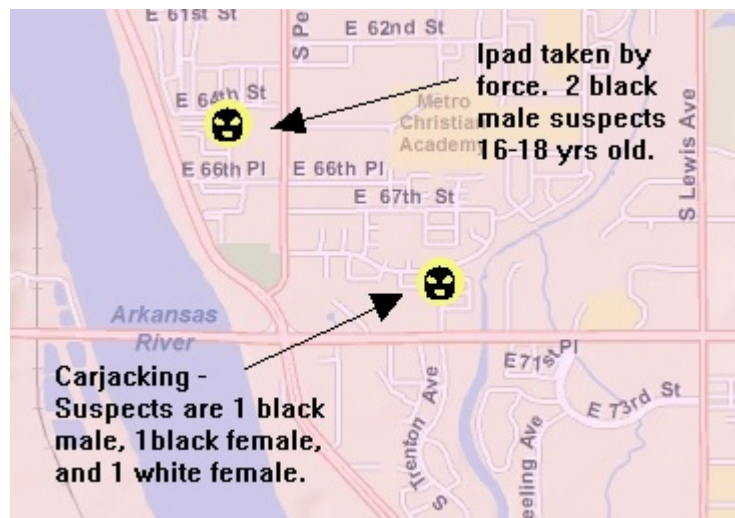 E 61st St
S Pe
E 62nd St
Ipad taken by
force. 2 black
male suspects
16-18 yrs old.
E 64th St
Metro
Christian
Academy
S Lewis Ave
E 66th Pl
E 66th Pl
E 67th St
Arkansas
River
Carjacking -
Suspects are 1 black
male, 1black female,
and 1 white female.
E 71st Pl
E 73rd St
S Trenton Ave
eeling Ave